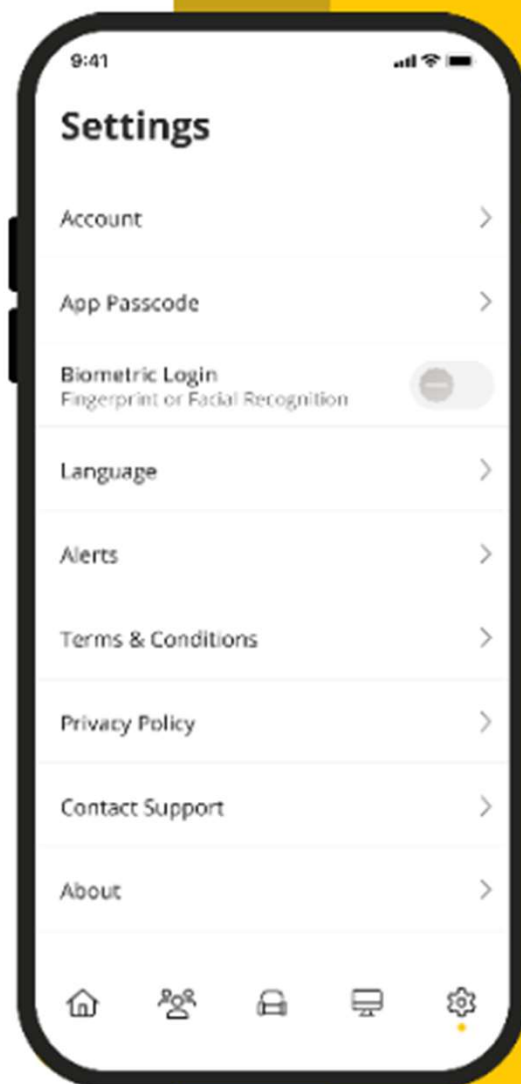 9:41
Settings
Account
App Passcode
Biometric Login
Fingerprint or Facial Recognition
Language
Alerts
Terms & Conditions
Privacy Policy
Contact Support
About